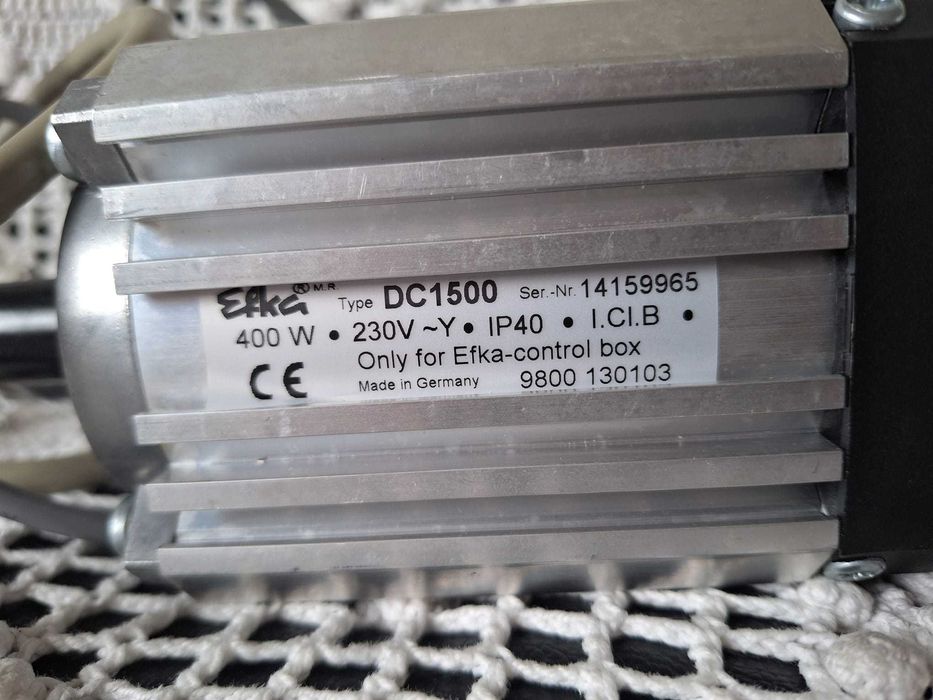 Efka ® M.R. Type DC1500 Ser.-Nr. 14159965
400 W • 230V ~Y • IP40 • I.Cl.B •
Only for Efka-control box
CE Made in Germany 9800 130103